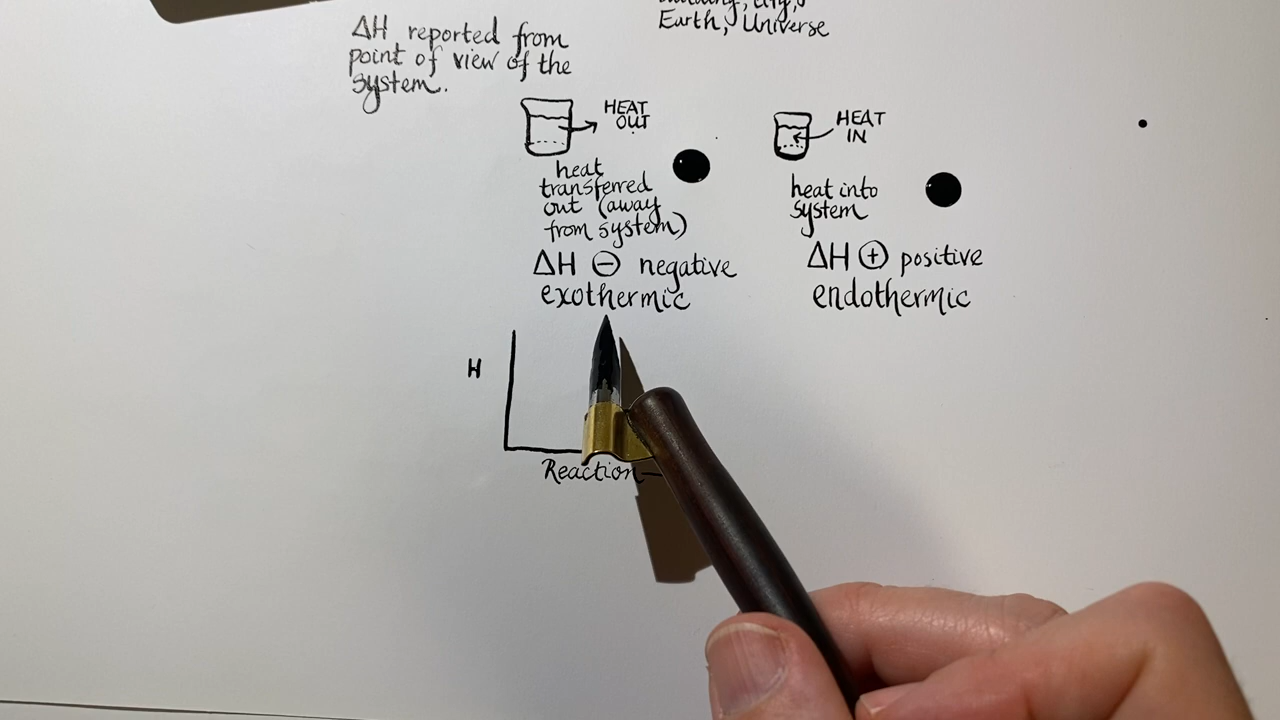 ΔH reported from
point of view of the
system.
Earth, Universe
HEAT
OUT
heat
transferred
out (away
from system)
ΔH ⊖ negative
exothermic
HEAT
IN
heat into
system
ΔH ⊕ positive
endothermic
H
Reaction